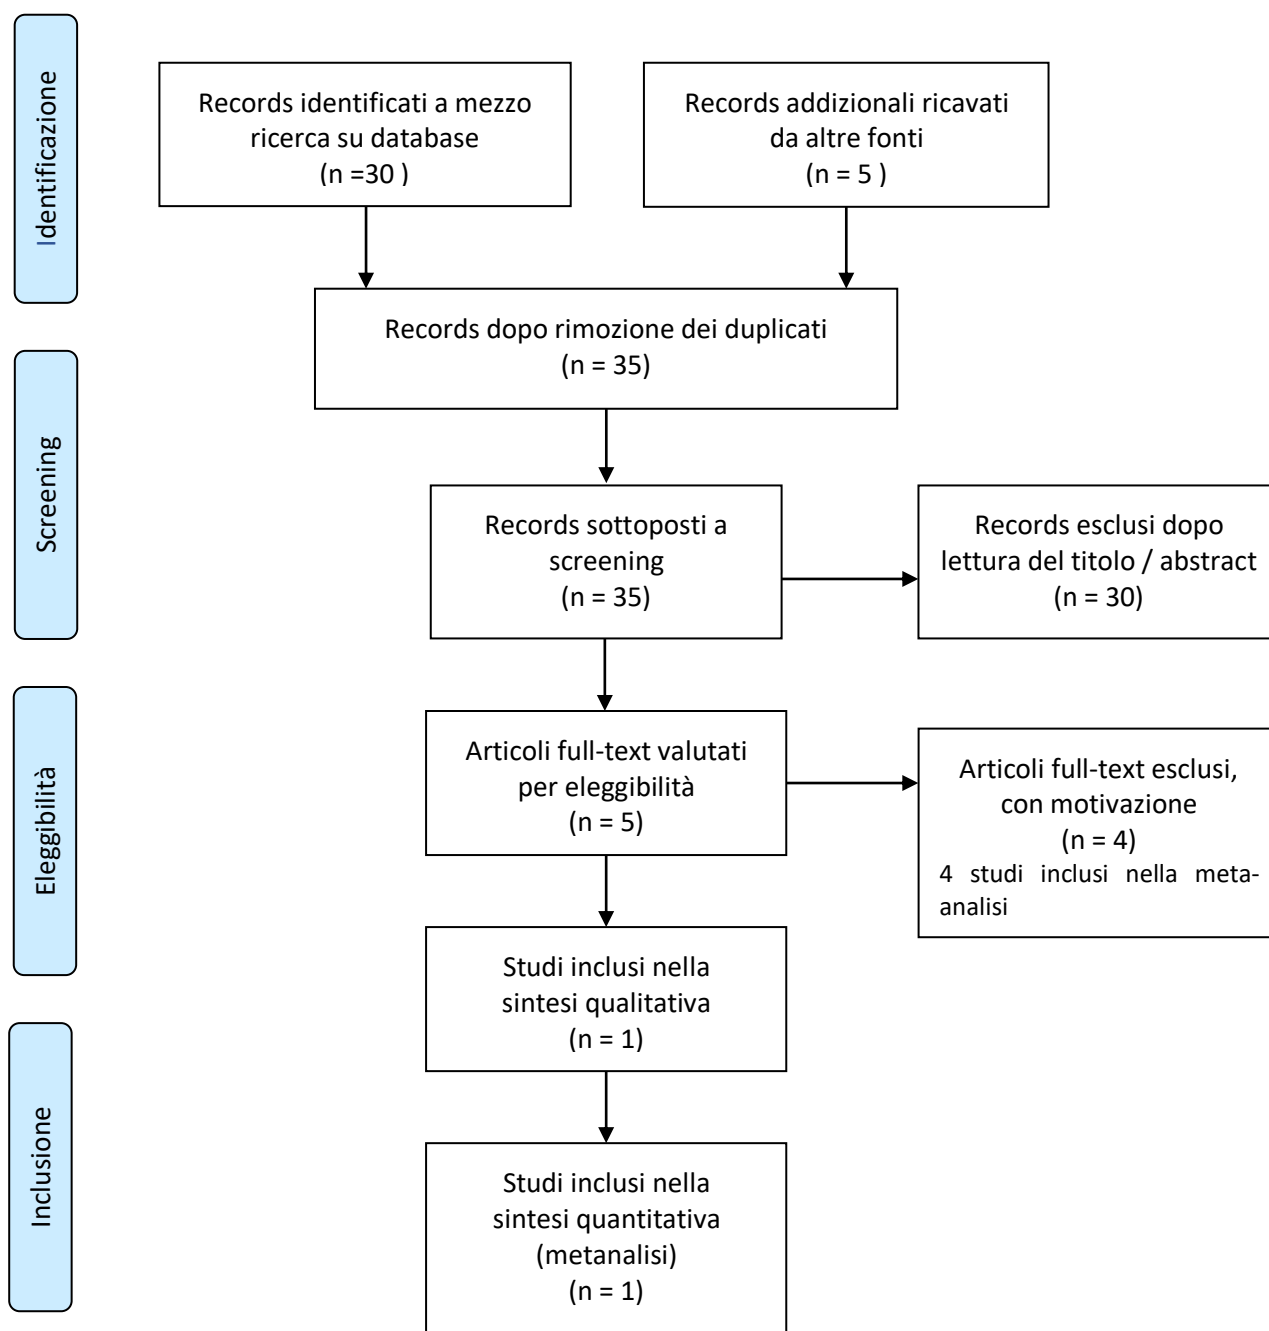 Identificazione
Records identificati a mezzo
ricerca su database
(n =30 )
Records addizionali ricavati
da altre fonti
(n = 5 )
Records dopo rimozione dei duplicati
(n = 35)
Screening
Records sottoposti a
screening
(n = 35)
Records esclusi dopo
lettura del titolo / abstract
(n = 30)
Eleggibilità
Articoli full-text valutati
per eleggibilità
(n = 5)
Articoli full-text esclusi,
con motivazione
(n = 4)
4 studi inclusi nella meta-
analisi
Studi inclusi nella
sintesi qualitativa
(n = 1)
Inclusione
Studi inclusi nella
sintesi quantitativa
(metanalisi)
(n = 1)